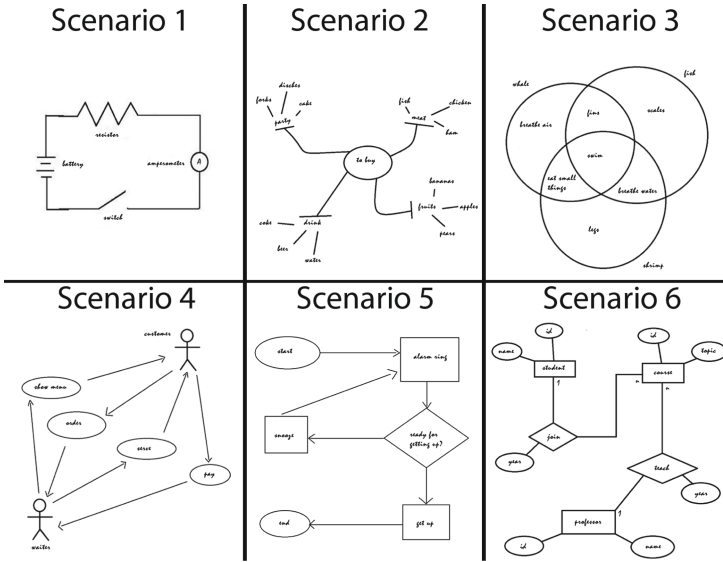 Scenario 1
resistor
battery
amperometer
A
switch
Scenario 2
disches
forks
cake
party
fish
chicken
meat
ham
to buy
bananas
fruits
apples
pears
coke
drink
beer
water
Scenario 3
whale
fish
fins
scales
breathe air
swim
eat small
things
breathe water
legs
shrimp
Scenario 4
customer
show menu
order
serve
pay
waiter
Scenario 5
start
alarm ring
snooze
ready for
getting up?
end
get up
Scenario 6
id
id
name
topic
student
course
1
n
n
join
year
teach
year
1
professor
id
name